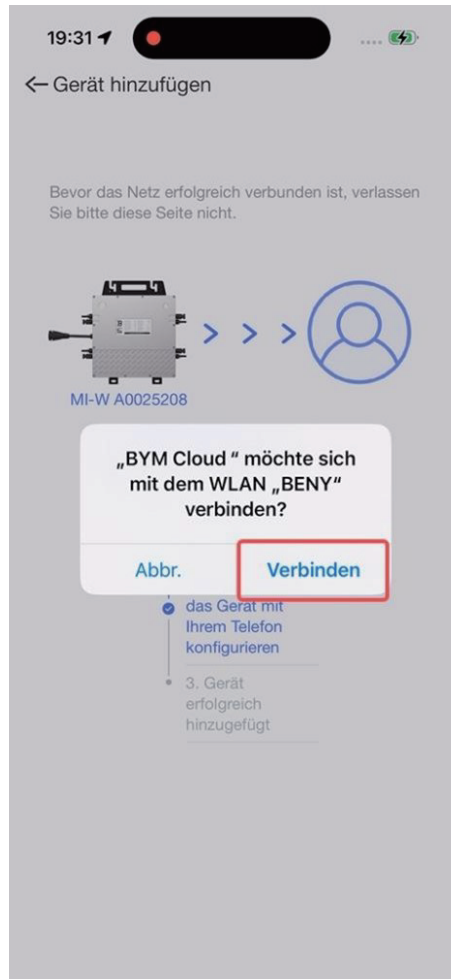 19:31
Gerät hinzufügen
Bevor das Netz erfolgreich verbunden ist, verlassen
Sie bitte diese Seite nicht.
MI-W A0025208
„BYM Cloud “ möchte sich
mit dem WLAN „BENY“
verbinden?
Abbr.
Verbinden
das Gerät mit
Ihrem Telefon
konfigurieren
3. Gerät
erfolgreich
hinzugefügt